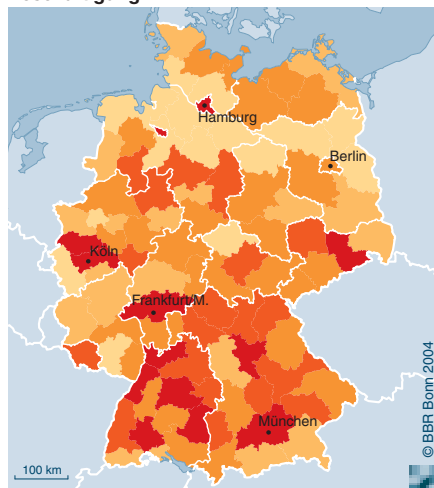 Hamburg
Berlin
Köln
Frankfurt/M.
München
100 km
© BBR Bonn 2004